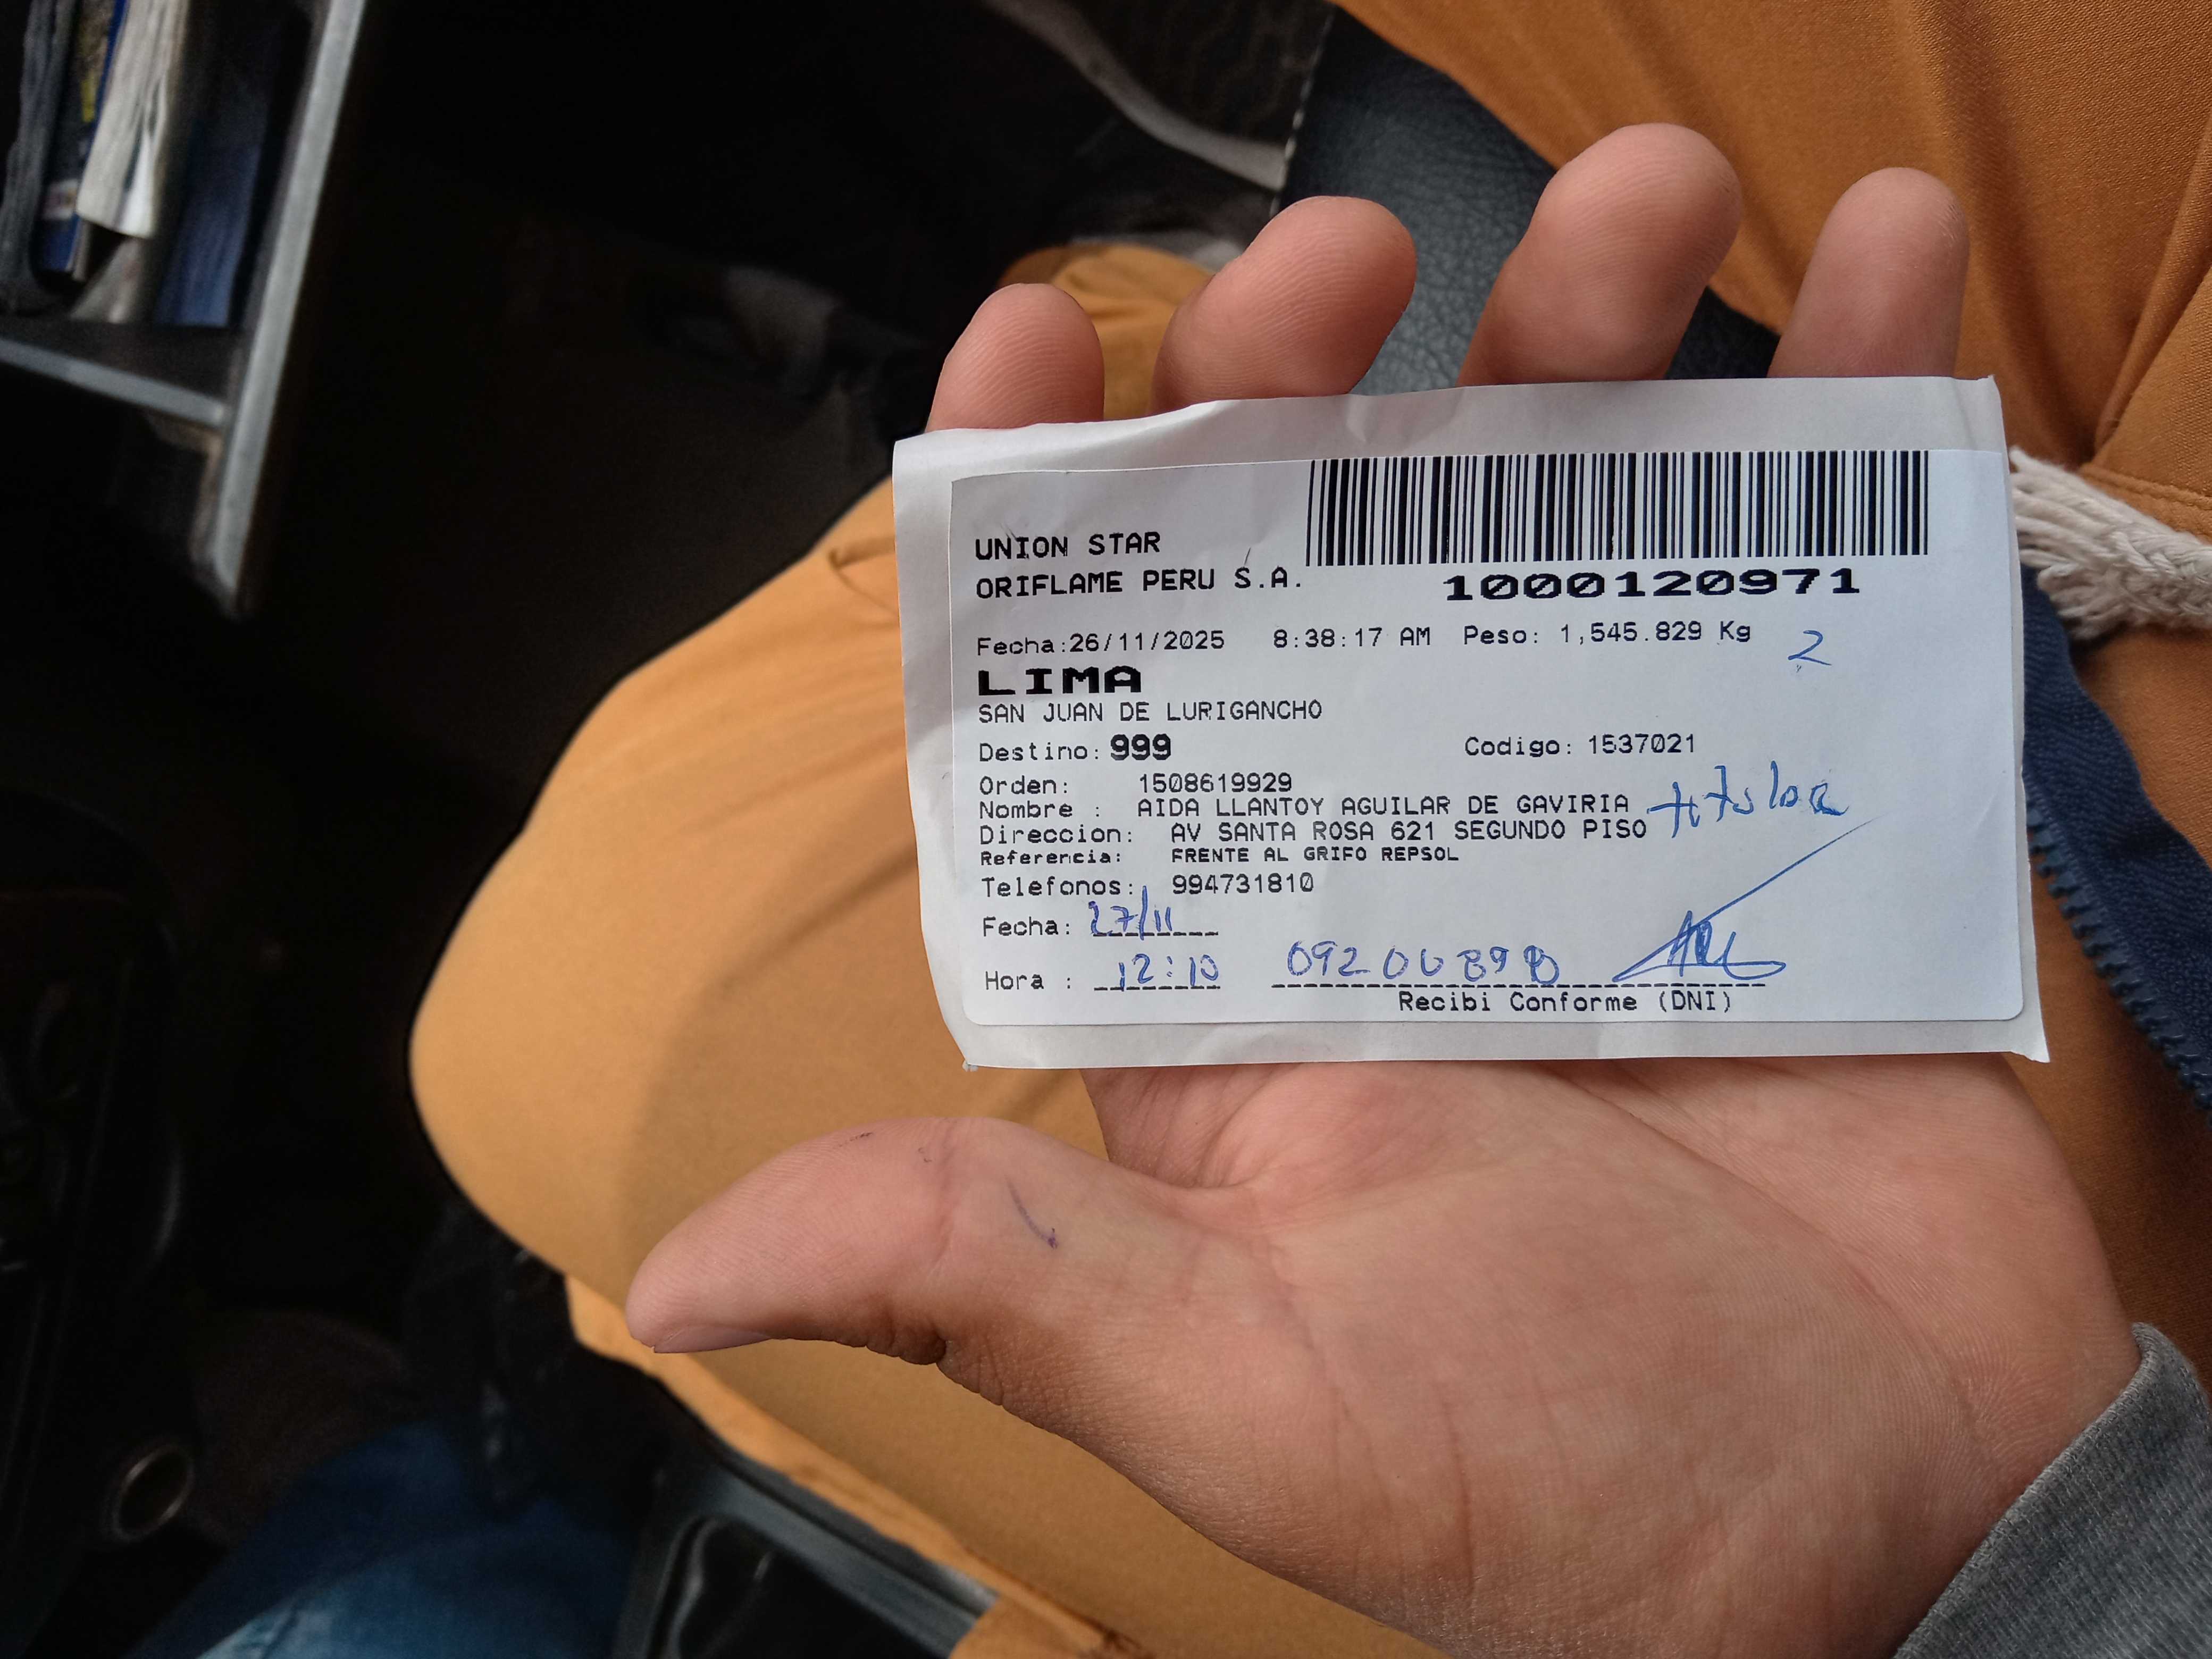 UNION STAR
ORIFLAME PERU S.A.
1000120971
Fecha:26/11/2025 8:38:17 AM Peso: 1,545.829 Kg 2
LIMA
SAN JUAN DE LURIGANCHO
Destino: 999 Codigo: 1537021
Orden: 1508619929
Nombre : AIDA LLANTOY AGUILAR DE GAVIRIA titular
Direccion: AV SANTA ROSA 621 SEGUNDO PISO
Referencia: FRENTE AL GRIFO REPSOL
Telefonos: 994731810
Fecha: 27/11
Hora : 12:10
Recibi Conforme (DNI)